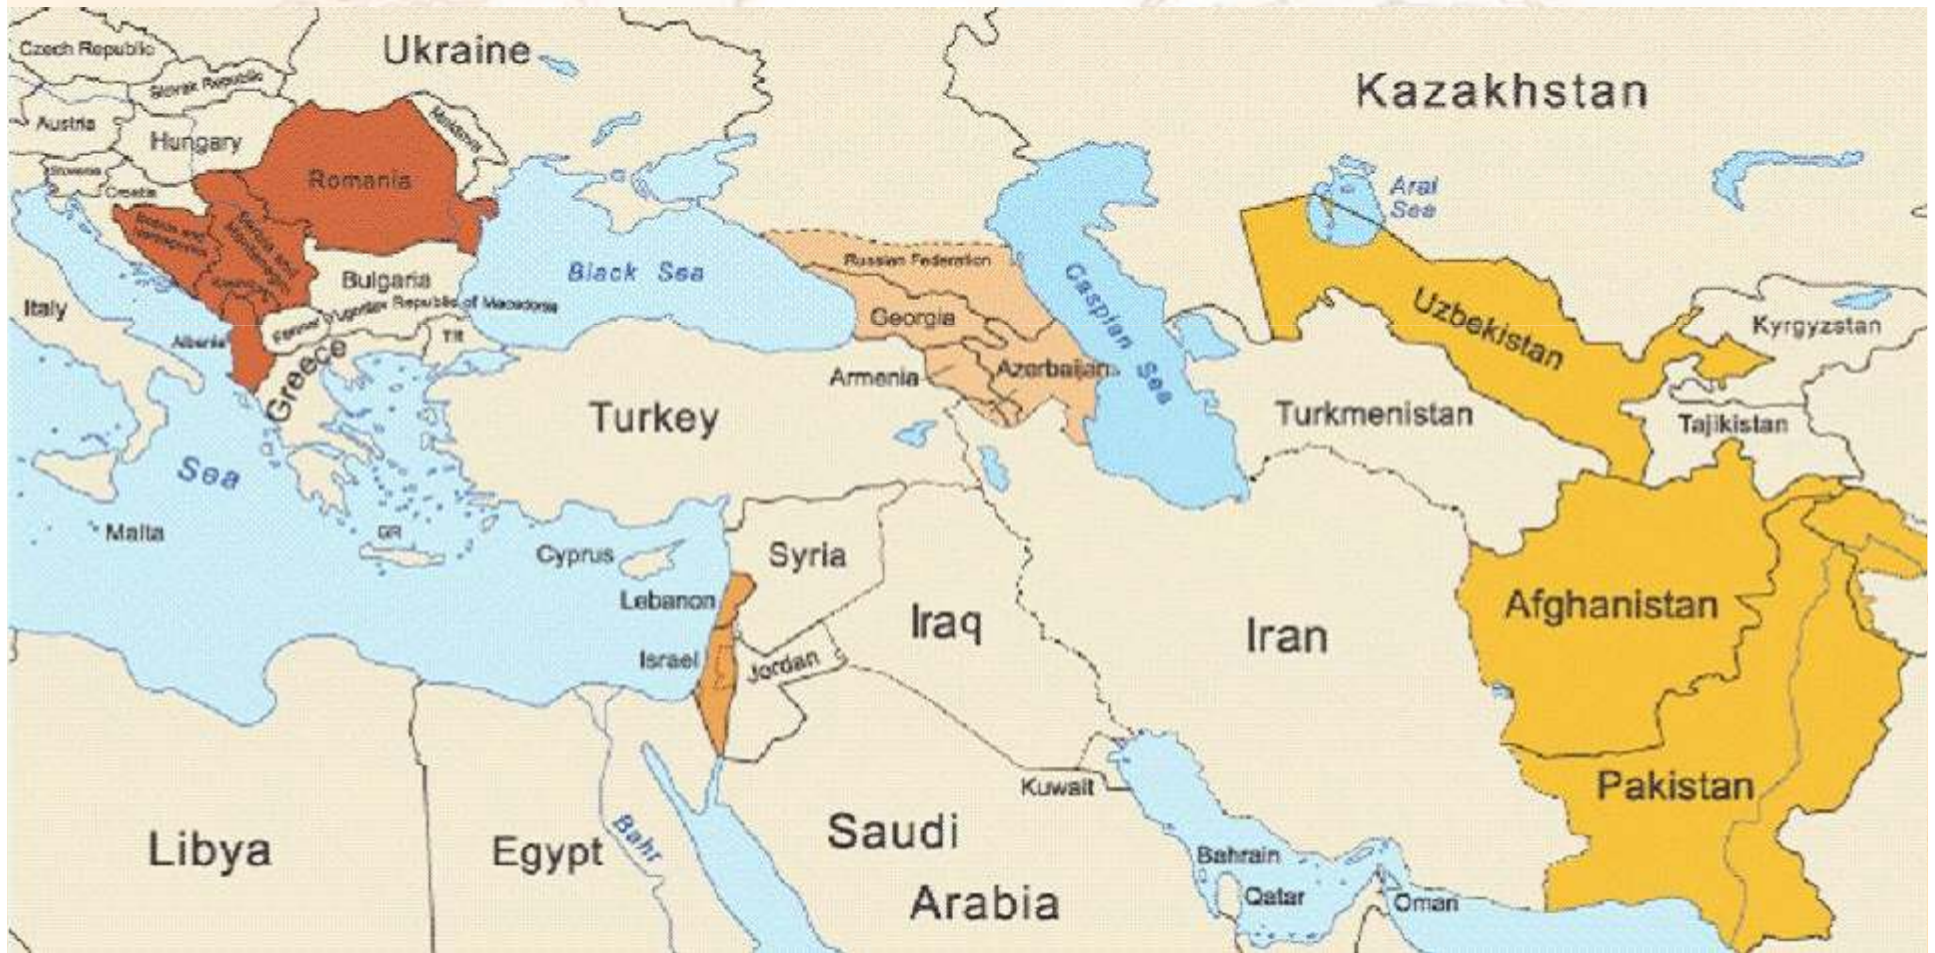 Czech Republic
Ukraine
Slovak Republic
Kazakhstan
Austria
Hungary
Moldova
Slovenia
Croatia
Romania
Aral
Sea
Bosnia and
Herzegovina
Serbia and
Montenegro
Black Sea
Russian Federation
Caspian Sea
Bulgaria
Italy
Former Yugoslav Republic of Macedonia
Georgia
Uzbekistan
Kyrgyzstan
Albania
TR
Greece
Armenia
Azerbaijan
Turkey
Turkmenistan
Tajikistan
Sea
Malta
GR
Cyprus
Syria
Lebanon
Iraq
Iran
Afghanistan
Israel
Jordan
Kuwait
Pakistan
Libya
Egypt
Bahr
Saudi
Arabia
Bahrain
Qatar
Oman